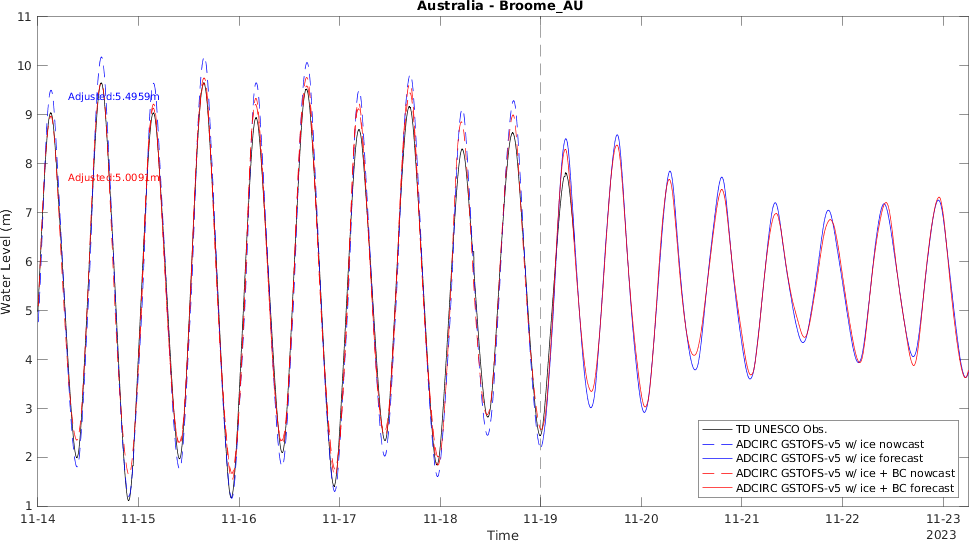 Australia - Broome_AU
11
10
9
8
7
6
5
4
3
2
1
Water Level (m)
Adjusted:5.4959m
Adjusted:5.0091m
TD UNESCO Obs.
ADCIRC GSTOFS-v5 w/ ice nowcast
ADCIRC GSTOFS-v5 w/ ice forecast
ADCIRC GSTOFS-v5 w/ ice + BC nowcast
ADCIRC GSTOFS-v5 w/ ice + BC forecast
11-14 11-15 11-16 11-17 11-18 11-19 11-20 11-21 11-22 11-23
Time
2023